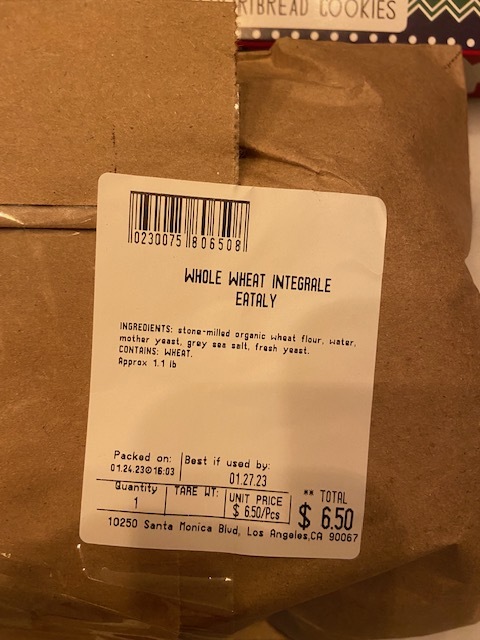 COOKIES
0230075 806508
WHOLE WHEAT INTEGRALE
EATALY
INGREDIENTS: stone-milled organic wheat flour, water,
mother yeast, grey sea salt, fresh yeast.
CONTAINS: WHEAT.
Approx 1.1 lb
Packed on: Best if used by:
01.24.23@16:03 01.27.23
Quantity TARE WT: UNIT PRICE ** TOTAL
1 $ 6.50/Pcs $ 6.50
10250 Santa Monica Blvd, Los Angeles,CA 90067